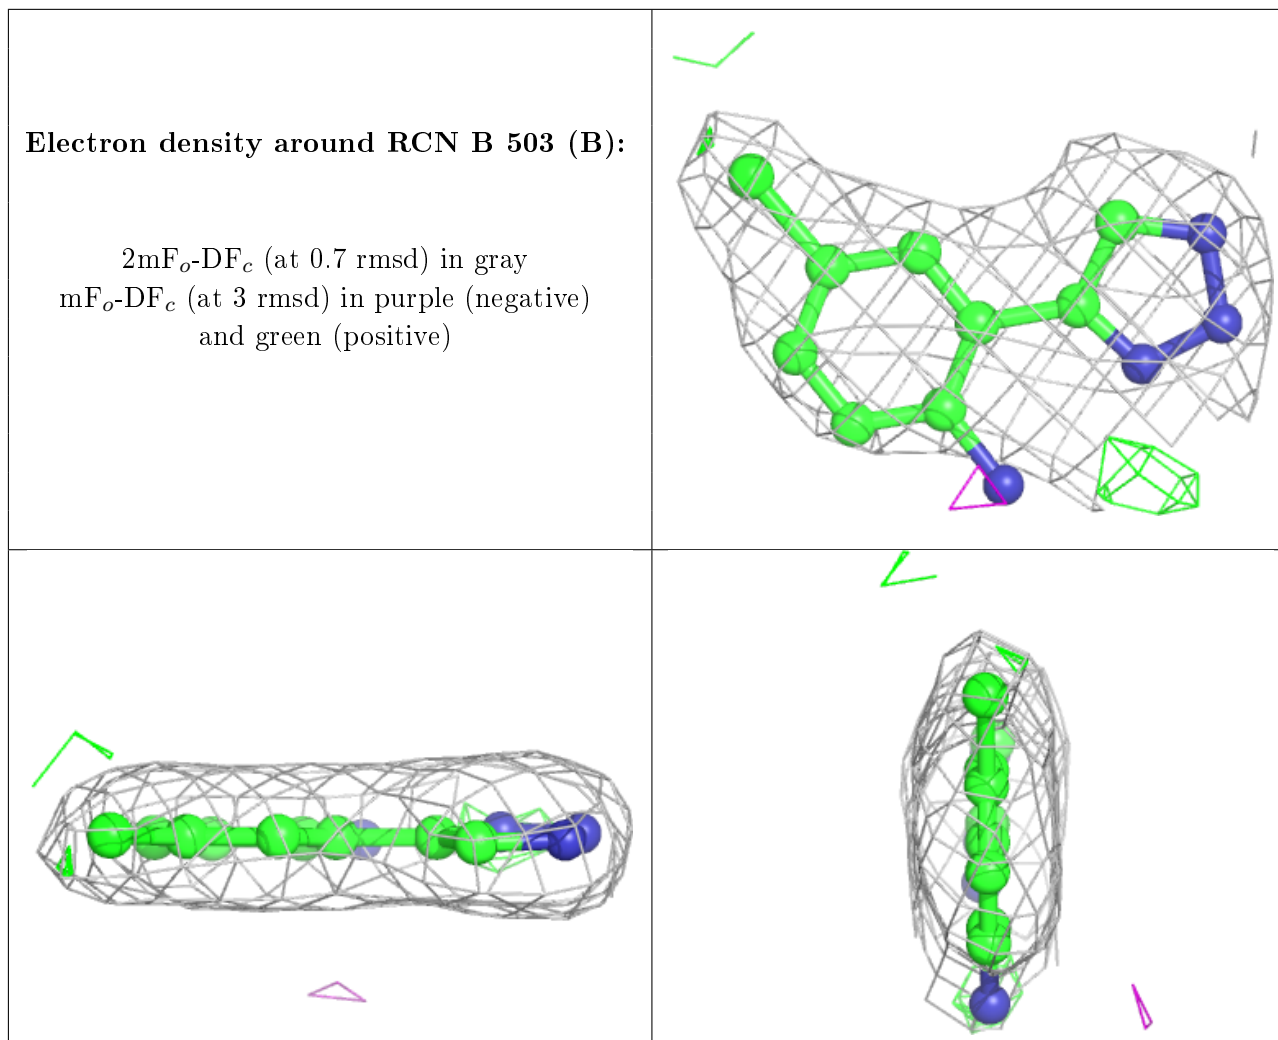 Electron density around RCN B 503 (B):
2mFo-DFc (at 0.7 rmsd) in gray
mFo-DFc (at 3 rmsd) in purple (negative)
and green (positive)